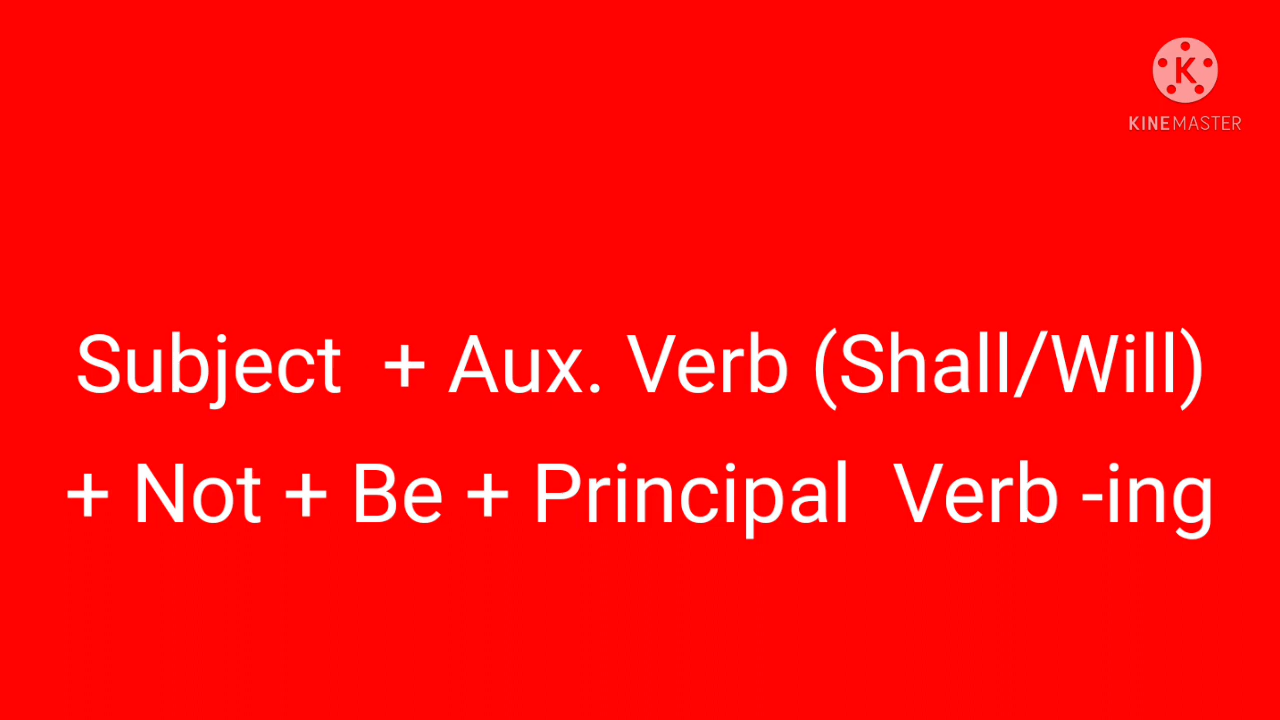 K
KINEMASTER
Subject + Aux. Verb (Shall/Will)
+ Not + Be + Principal Verb -ing